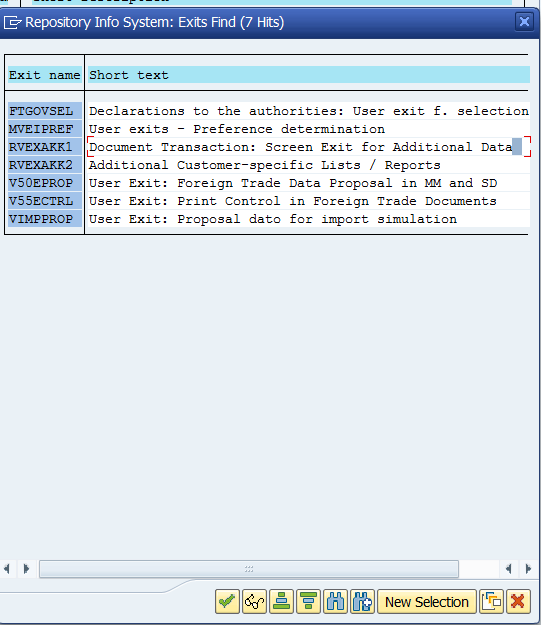 Repository Info System: Exits Find (7 Hits)
Exit name Short text
FTGOVSEL Declarations to the authorities: User exit f. selection
MVEIPREF User exits - Preference determination
RVEXAKK1 Document Transaction: Screen Exit for Additional Data
RVEXAKK2 Additional Customer-specific Lists / Reports
V50EPROP User Exit: Foreign Trade Data Proposal in MM and SD
V55ECTRL User Exit: Print Control in Foreign Trade Documents
VIMPPROP User Exit: Proposal dato for import simulation
New Selection